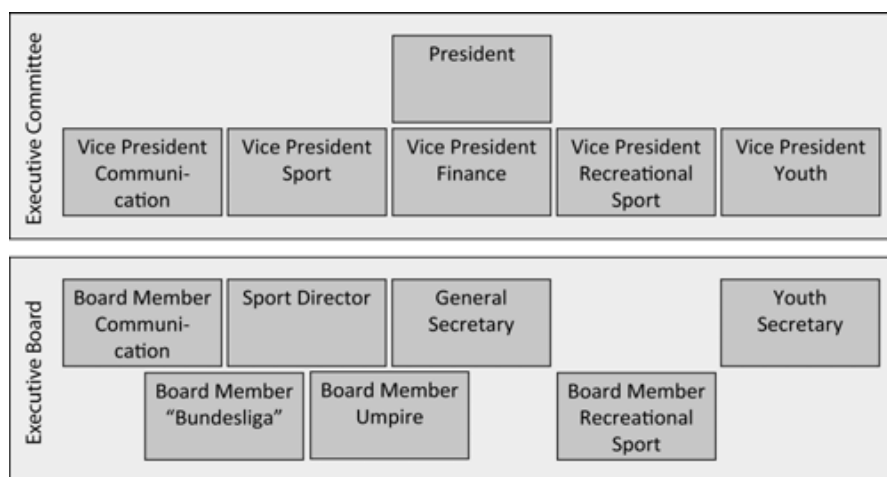 Executive Committee
President
Vice President
Communi-
cation
Vice President
Sport
Vice President
Finance
Vice President
Recreational
Sport
Vice President
Youth
Executive Board
Board Member
Communi-
cation
Sport Director
General
Secretary
Youth
Secretary
Board Member
“Bundesliga”
Board Member
Umpire
Board Member
Recreational
Sport